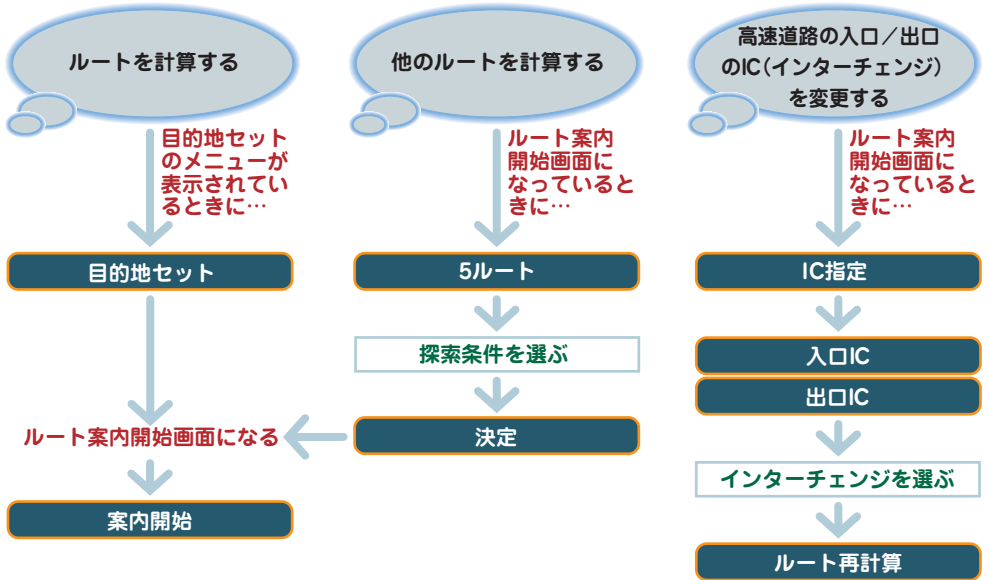 ルートを計算する
目的地セット
のメニューが
表示されてい
るときに…
目的地セット
ルート案内開始画面になる
案内開始
他のルートを計算する
ルート案内
開始画面に
なっていると
きに…
5ルート
探索条件を選ぶ
決定
高速道路の入口／出口
のIC（インターチェンジ）
を変更する
ルート案内
開始画面に
なっていると
きに…
IC指定
入口IC
出口IC
インターチェンジを選ぶ
ルート再計算